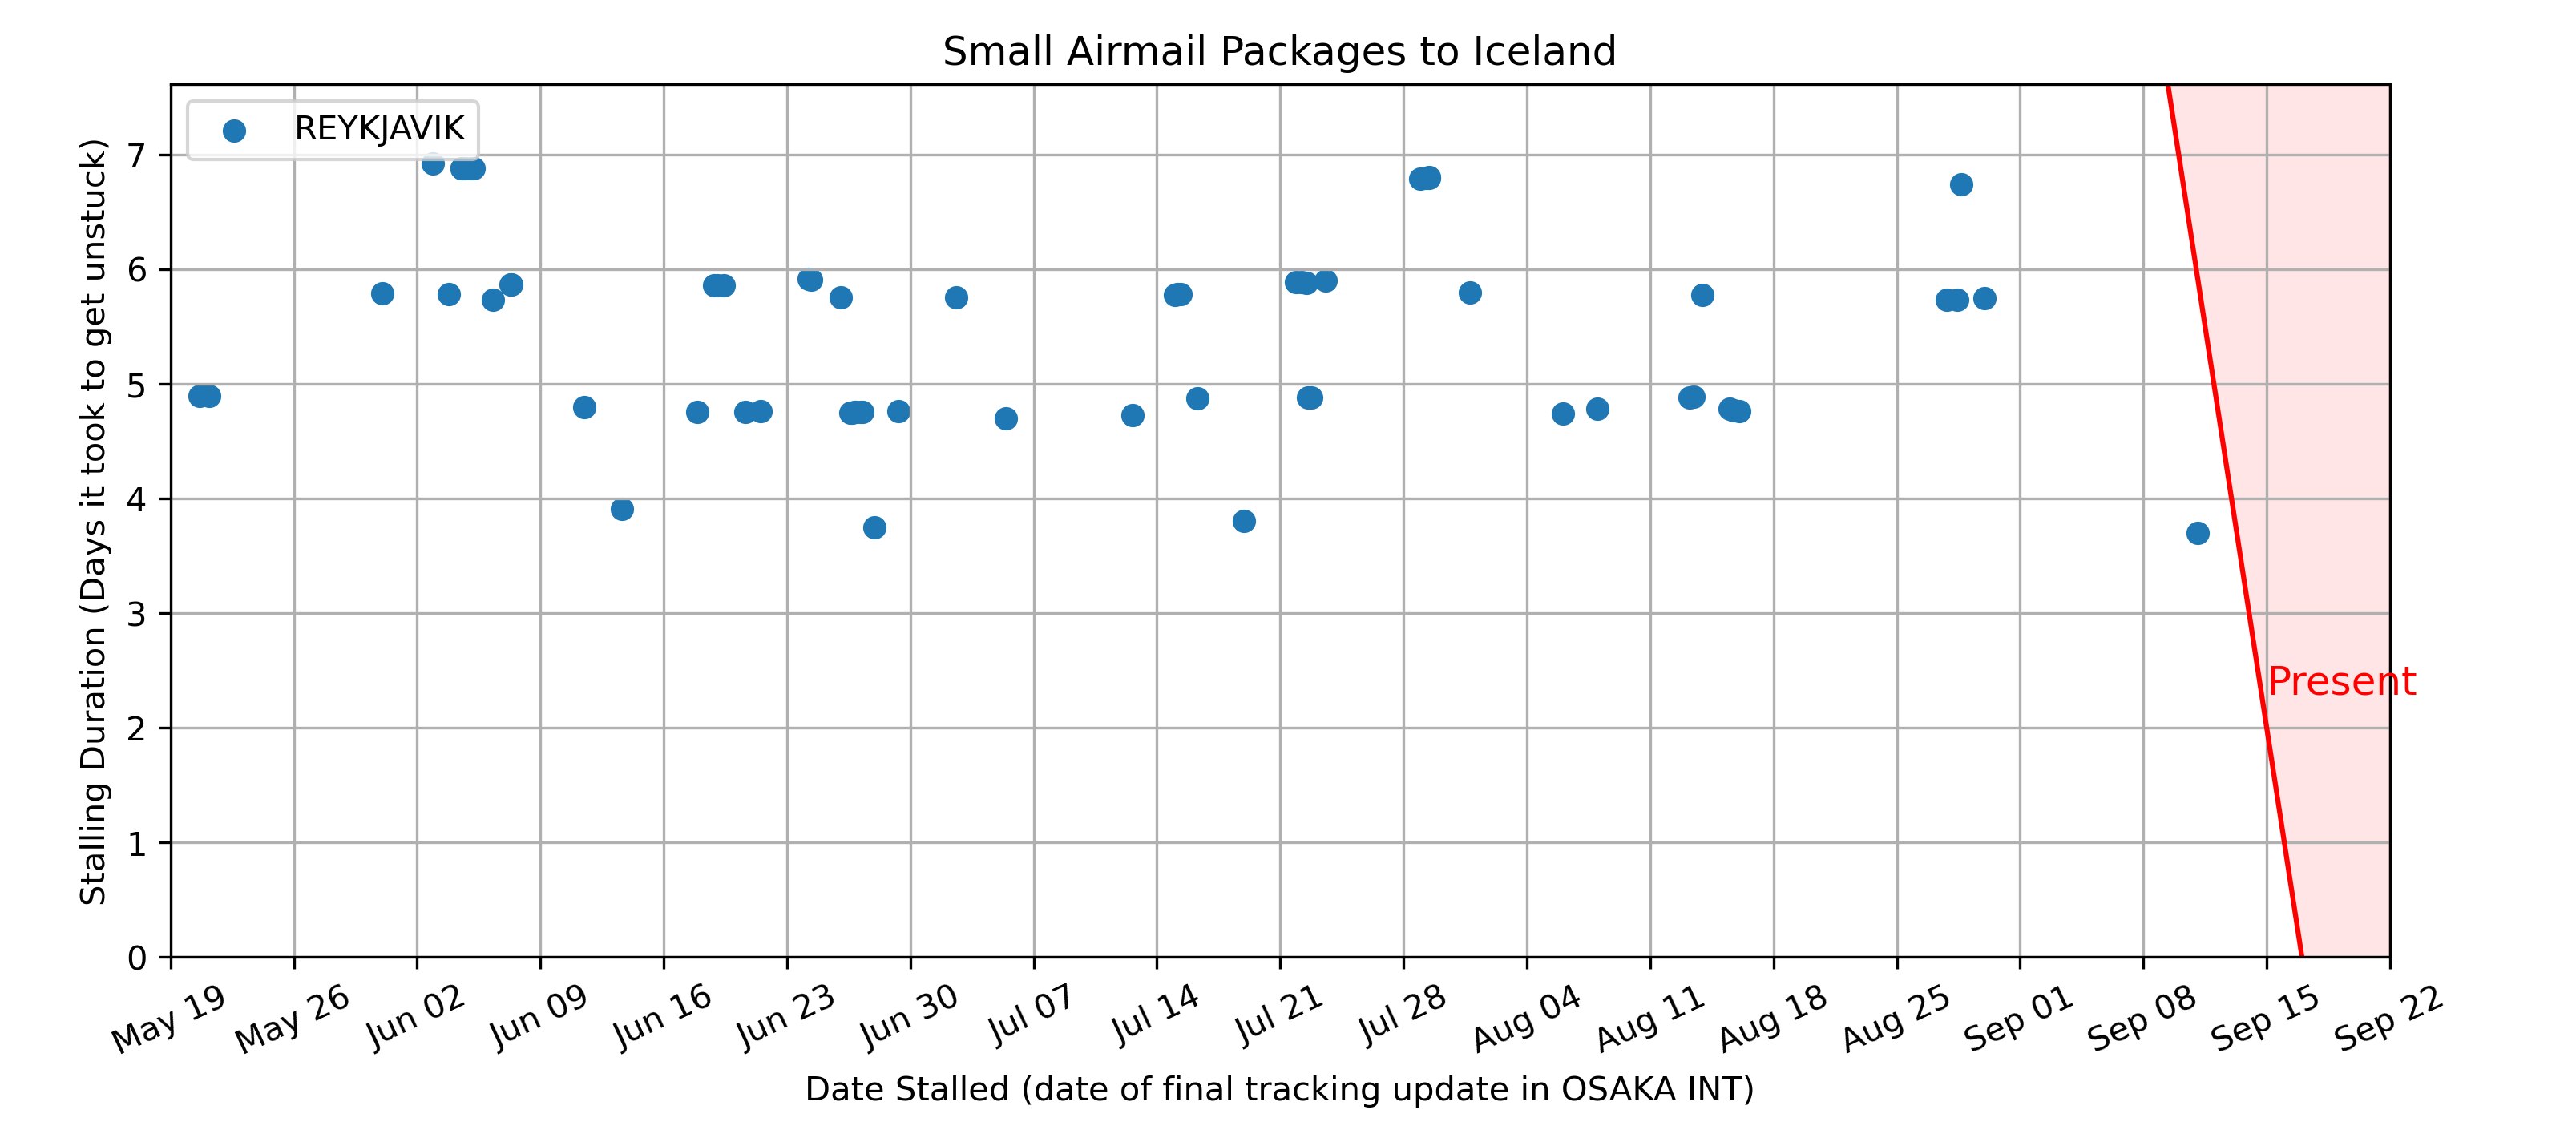 Small Airmail Packages to Iceland
REYKJAVIK
Stalling Duration (Days it took to get unstuck)
7
6
5
4
3
2
1
0
Present
May 19
May 26
Jun 02
Jun 09
Jun 16
Jun 23
Jun 30
Jul 07
Jul 14
Jul 21
Jul 28
Aug 04
Aug 11
Aug 18
Aug 25
Sep 01
Sep 08
Sep 15
Sep 22
Date Stalled (date of final tracking update in OSAKA INT)